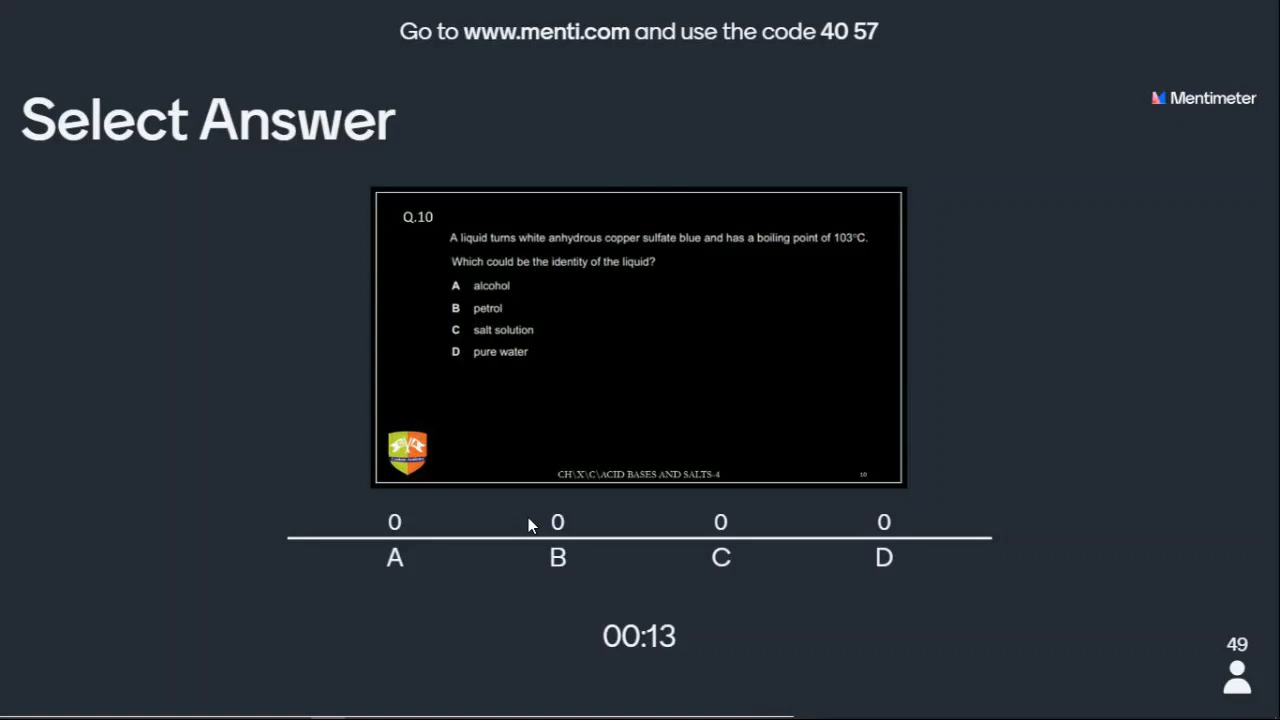 Go to www.menti.com and use the code 40 57
Select Answer
Mentimeter
Q.10
A liquid turns white anhydrous copper sulfate blue and has a boiling point of 103°C.
Which could be the identity of the liquid?
A alcohol
B petrol
C salt solution
D pure water
CH\X\C\ACID BASES AND SALTS-4
10
0 0 0 0
A B C D
00:13
49